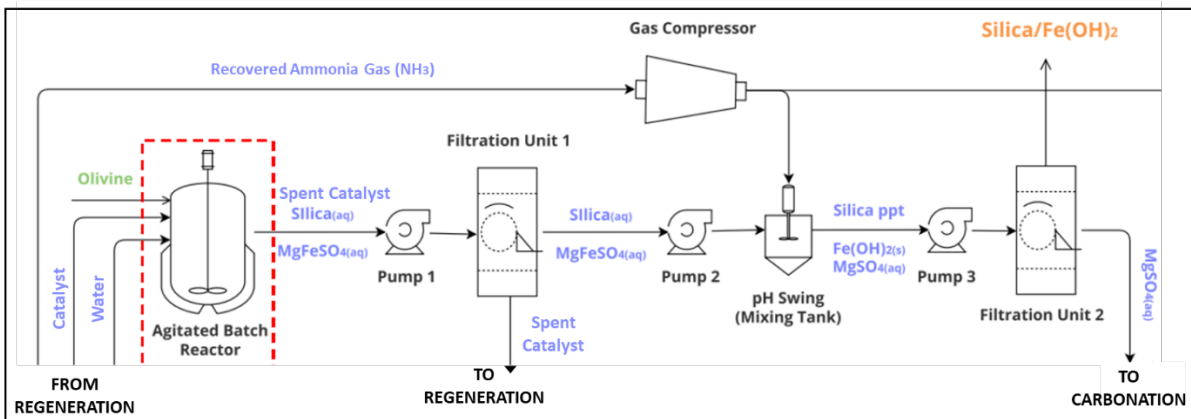 Gas Compressor
Silica/Fe(OH)2
Recovered Ammonia Gas (NH3)
Filtration Unit 1
Olivine
Spent Catalyst
SIlica(aq)
MgFeSO4(aq)
Pump 1
SIlica(aq)
MgFeSO4(aq)
Pump 2
Silica ppt
Fe(OH)2(s)
MgSO4(aq)
Pump 3
pH Swing
(Mixing Tank)
Filtration Unit 2
MgSO4(aq)
Catalyst
Water
Agitated Batch
Reactor
Spent
Catalyst
FROM
REGENERATION
TO
REGENERATION
TO
CARBONATION